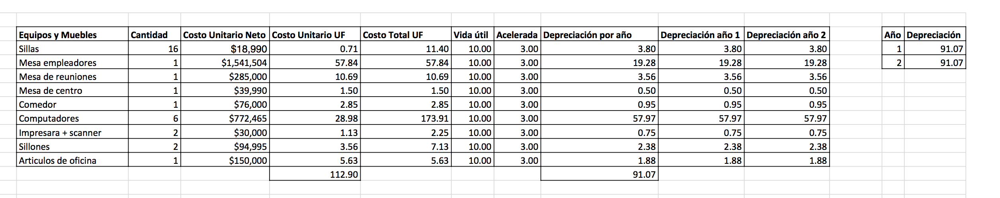 Equipos y Muebles Cantidad Costo Unitario Neto Costo Unitario UF Costo Total UF Vida útil Acelerada Depreciación por año Depreciación año 1 Depreciación año 2 Año Depreciación
Sillas 16 $18,990 0.71 11.40 10.00 3.00 3.80 3.80 3.80 1 91.07
Mesa empleadores 1 $1,541,504 57.84 57.84 10.00 3.00 19.28 19.28 19.28 2 91.07
Mesa de reuniones 1 $285,000 10.69 10.69 10.00 3.00 3.56 3.56 3.56
Mesa de centro 1 $39,990 1.50 1.50 10.00 3.00 0.50 0.50 0.50
Comedor 1 $76,000 2.85 2.85 10.00 3.00 0.95 0.95 0.95
Computadores 6 $772,465 28.98 173.91 10.00 3.00 57.97 57.97 57.97
Impresara + scanner 2 $30,000 1.13 2.25 10.00 3.00 0.75 0.75 0.75
Sillones 2 $94,995 3.56 7.13 10.00 3.00 2.38 2.38 2.38
Articulos de oficina 1 $150,000 5.63 5.63 10.00 3.00 1.88 1.88 1.88
112.90 91.07